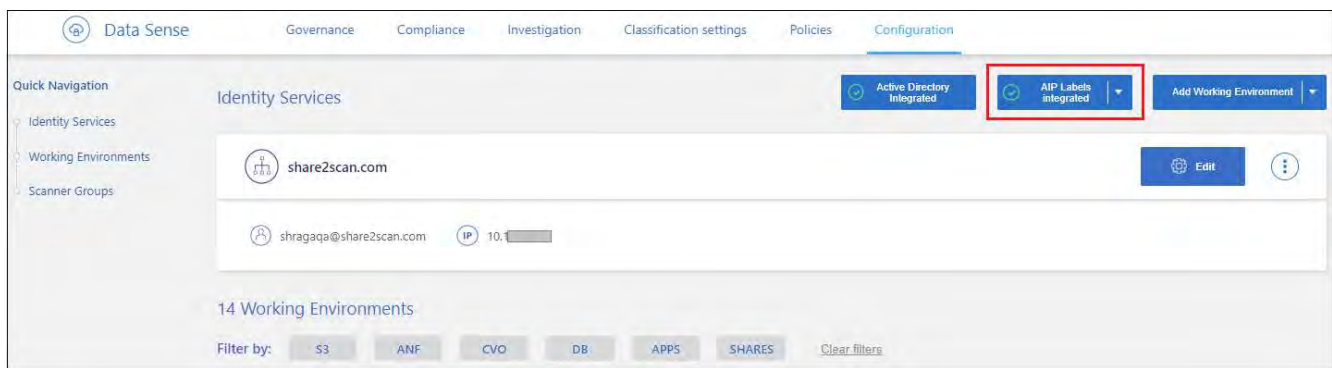 Data Sense
Governance
Compliance
Investigation
Classification settings
Policies
Configuration
Quick Navigation
Identity Services
Working Environments
Scanner Groups
Identity Services
Active Directory
Integrated
AIP Labels
integrated
Add Working Environment
share2scan.com
Edit
shragaqa@share2scan.com
IP
14 Working Environments
Filter by:
S3
ANF
CVO
DB
APPS
SHARES
Clear filters